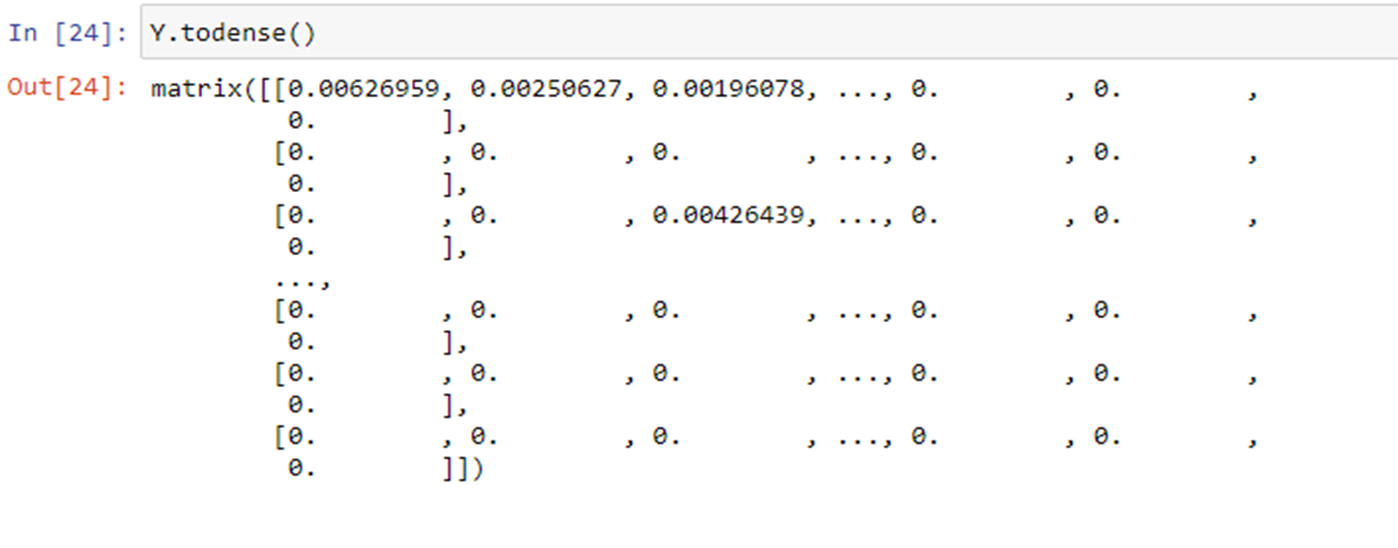 In [24]: Y.todense()
Out[24]: matrix([[0.00626959, 0.00250627, 0.00196078, ..., 0.        , 0.        ,
         0.        ],
        [0.        , 0.        , 0.        , ..., 0.        , 0.        ,
         0.        ],
        [0.        , 0.        , 0.00426439, ..., 0.        , 0.        ,
         0.        ],
        ...,
        [0.        , 0.        , 0.        , ..., 0.        , 0.        ,
         0.        ],
        [0.        , 0.        , 0.        , ..., 0.        , 0.        ,
         0.        ],
        [0.        , 0.        , 0.        , ..., 0.        , 0.        ,
         0.        ]])